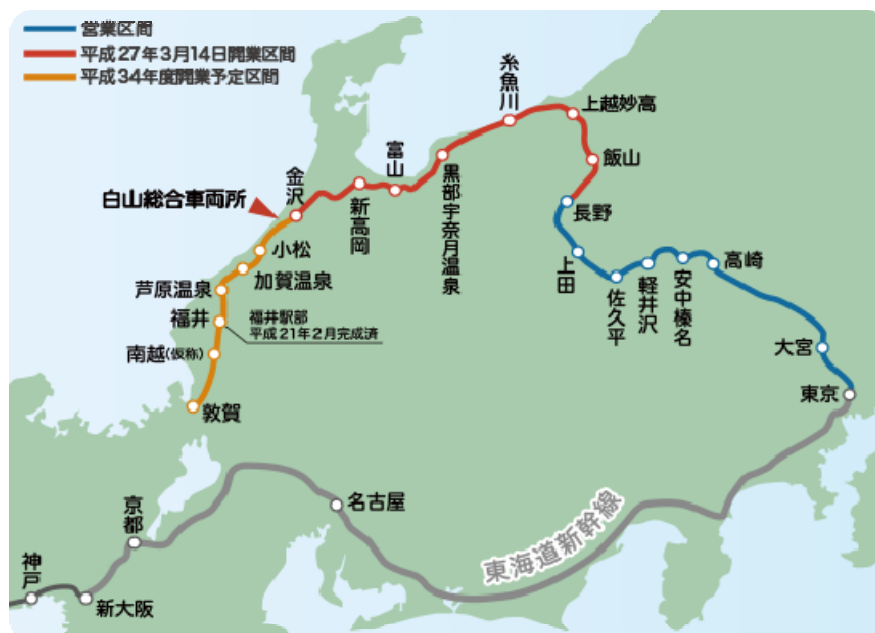 営業区間
平成27年3月14日開業区間
平成34年度開業予定区間
糸魚川
上越妙高
飯山
富山
黒部宇奈月温泉
金沢
新高岡
白山総合車両所
長野
小松
上田
高崎
加賀温泉
佐久平
軽井沢
安中榛名
芦原温泉
福井
福井駅部
平成21年2月完成済
南越(仮称)
大宮
東京
敦賀
名古屋
京都
東海道新幹線
神戸
新大阪